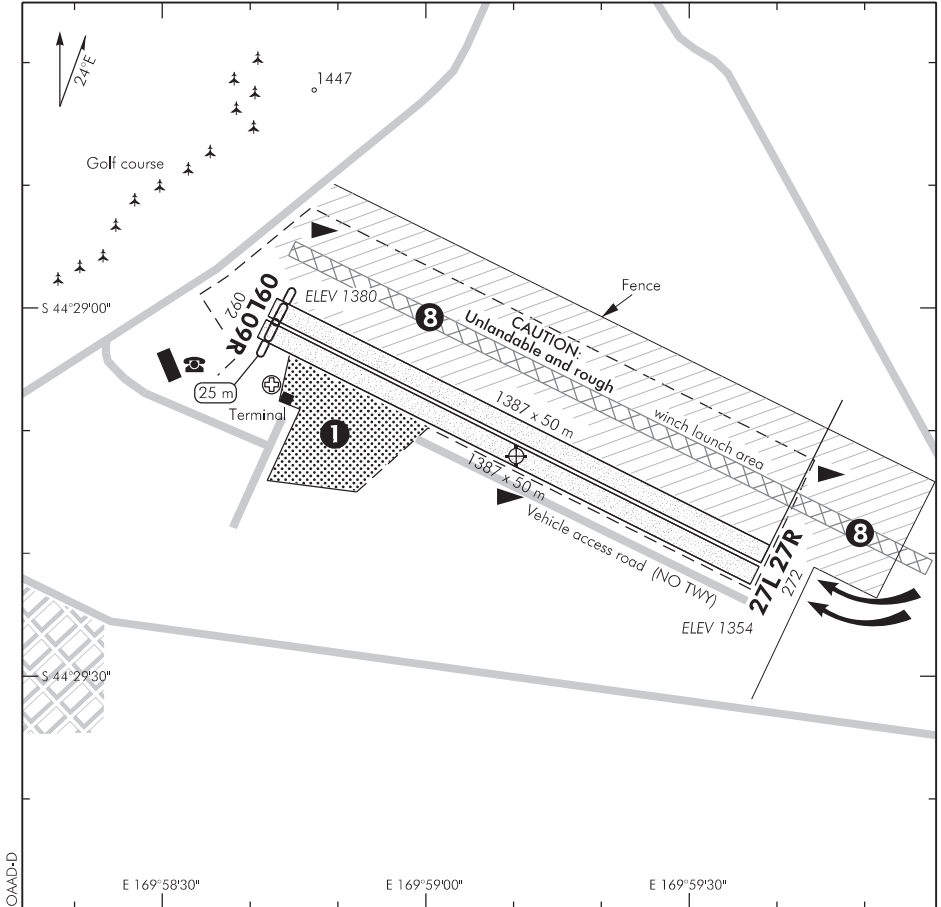 24°E
1447
Golf course
Fence
S 44°29'00"
092
09L
09R
ELEV 1380
8
CAUTION:
Unlandable and rough
winch launch area
25 m
Terminal
1
1387 x 50 m
1387 x 50 m
Vehicle access road (NO TWY)
8
27L 27R
272
ELEV 1354
S 44°29'30"
OAAD-D
E 169°58'30"
E 169°59'00"
E 169°59'30"